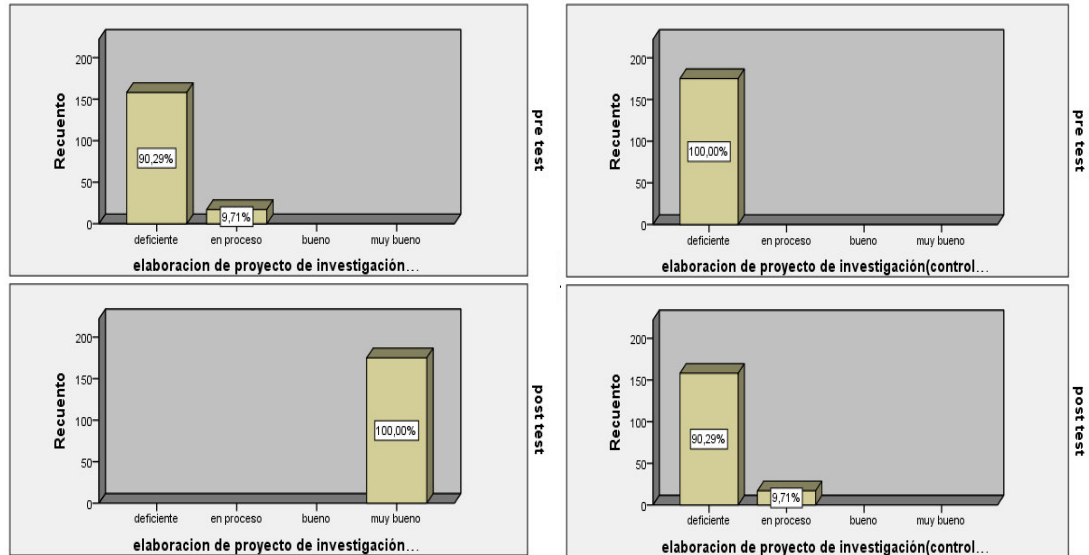 200
150
100
50
0
Recuento
90,29%
9,71%
deficiente en proceso bueno muy bueno
elaboracion de proyecto de investigación...
pre test
200
150
100
50
0
Recuento
100,00%
deficiente en proceso bueno muy bueno
elaboracion de proyecto de investigación(control...
pre test
200
150
100
50
0
Recuento
100,00%
deficiente en proceso bueno muy bueno
elaboracion de proyecto de investigación...
post test
200
150
100
50
0
Recuento
90,29%
9,71%
deficiente en proceso bueno muy bueno
elaboracion de proyecto de investigación(control...
post test